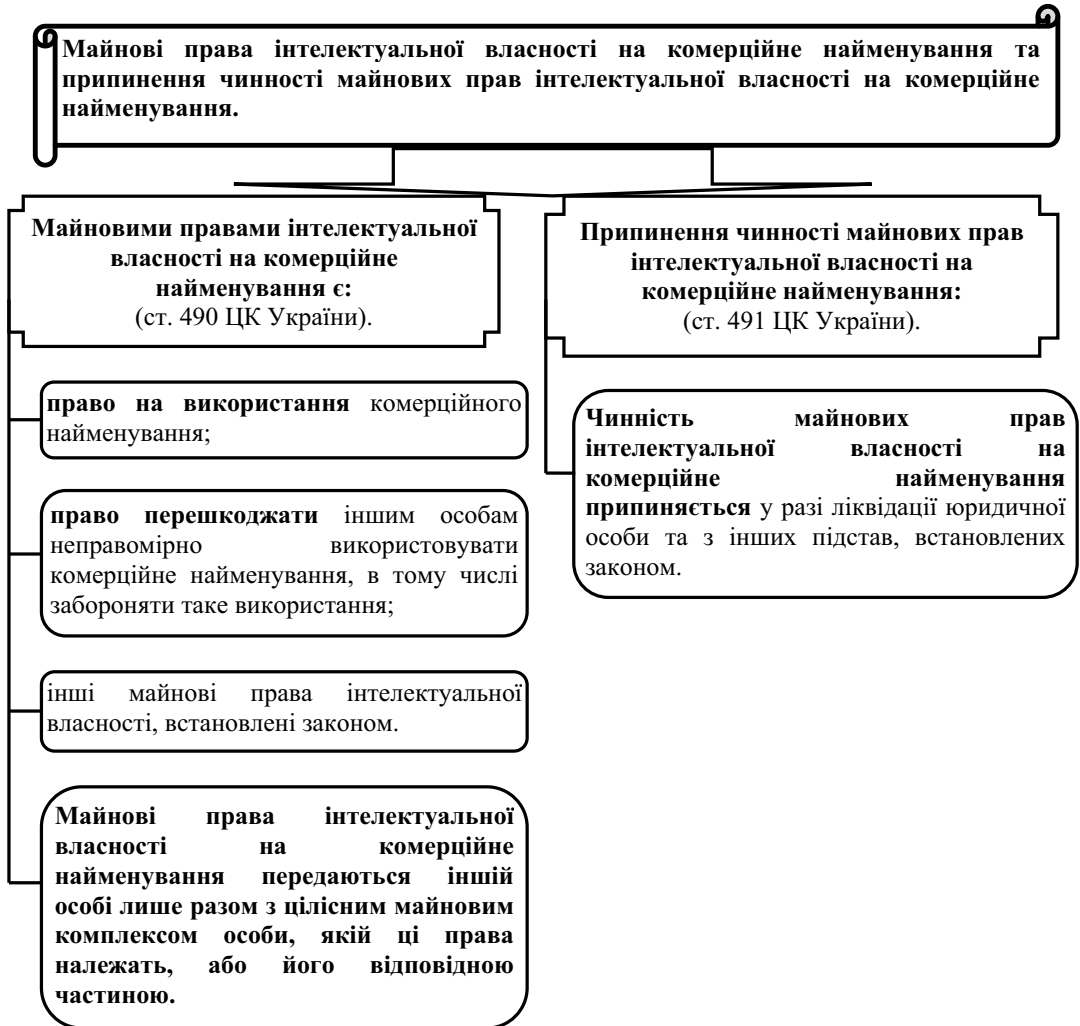 Майнові права інтелектуальної власності на комерційне найменування та
припинення чинності майнових прав інтелектуальної власності на комерційне
найменування.
Майновими правами інтелектуальної
власності на комерційне
найменування є:
(ст. 490 ЦК України).
право на використання комерційного
найменування;
право перешкоджати іншим особам
неправомірно використовувати
комерційне найменування, в тому числі
забороняти таке використання;
інші майнові права інтелектуальної
власності, встановлені законом.
Майнові права інтелектуальної
власності на комерційне
найменування передаються іншій
особі лише разом з цілісним майновим
комплексом особи, якій ці права
належать, або його відповідною
частиною.
Припинення чинності майнових прав
інтелектуальної власності на
комерційне найменування:
(ст. 491 ЦК України).
Чинність майнових прав
інтелектуальної власності на
комерційне найменування
припиняється у разі ліквідації юридичної
особи та з інших підстав, встановлених
законом.